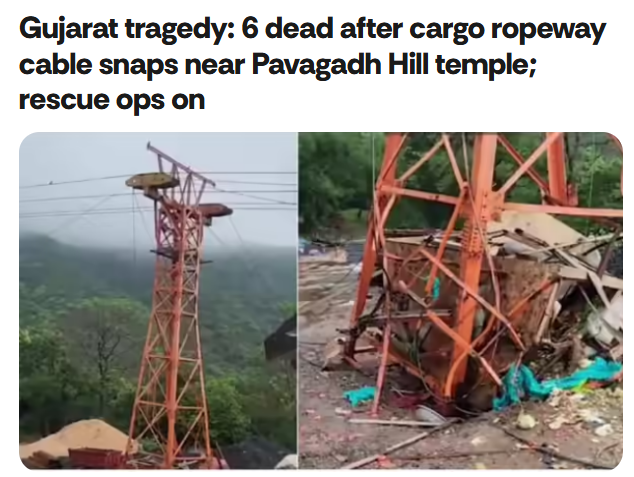 Gujarat tragedy: 6 dead after cargo ropeway
cable snaps near Pavagadh Hill temple;
rescue ops on